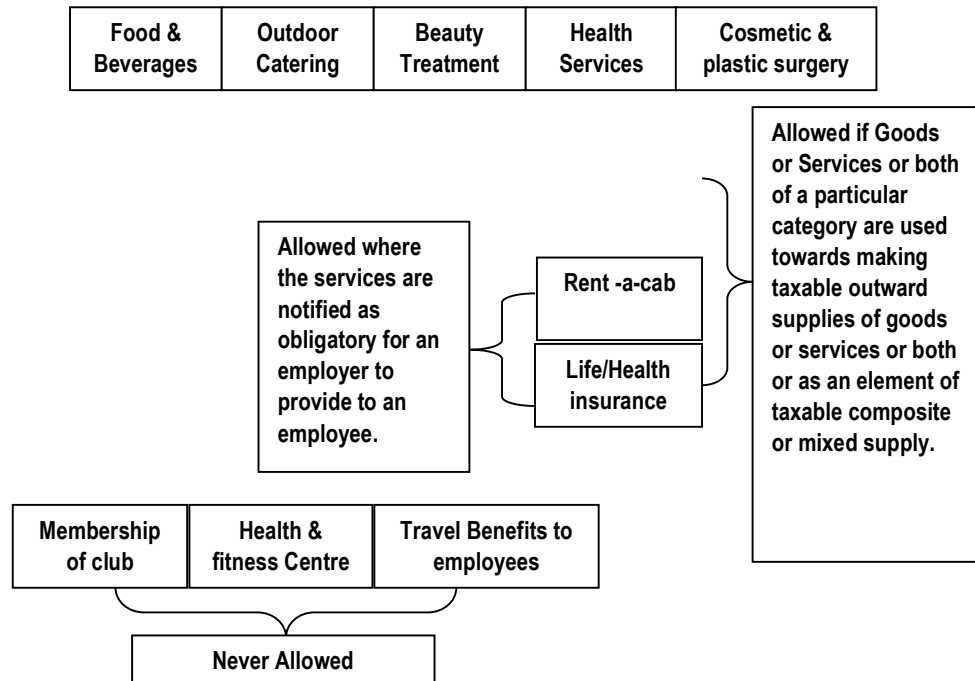 Food &
Beverages
Outdoor
Catering
Beauty
Treatment
Health
Services
Cosmetic &
plastic surgery
Allowed if Goods
or Services or both
of a particular
category are used
towards making
taxable outward
supplies of goods
or services or both
or as an element of
taxable composite
or mixed supply.
Allowed where
the services are
notified as
obligatory for an
employer to
provide to an
employee.
Rent -a-cab
Life/Health
insurance
Membership
of club
Health &
fitness Centre
Travel Benefits to
employees
Never Allowed